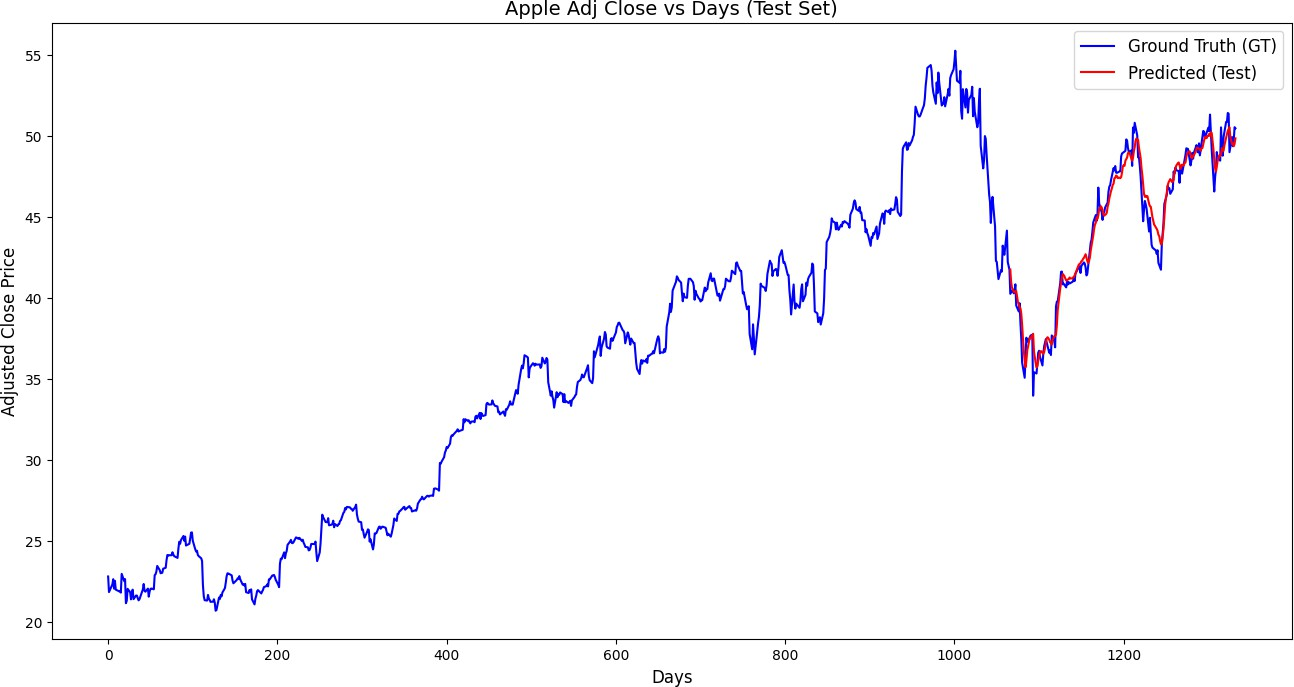 Apple Adj Close vs Days (Test Set)
Ground Truth (GT)
Predicted (Test)
Adjusted Close Price
55
50
45
40
35
30
25
20
0 200 400 600 800 1000 1200
Days